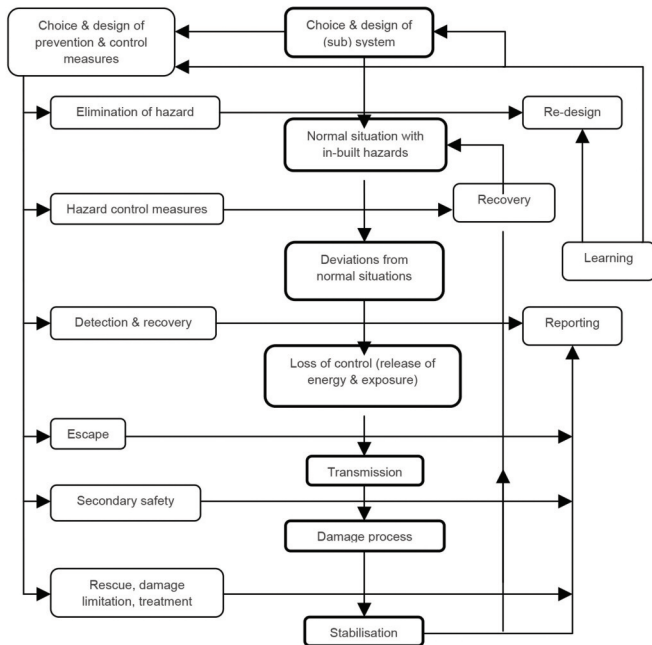 Choice & design of
prevention & control
measures
Choice & design of
(sub) system
Elimination of hazard
Re-design
Normal situation with
in-built hazards
Hazard control measures
Recovery
Deviations from
normal situations
Learning
Detection & recovery
Reporting
Loss of control (release of
energy & exposure)
Escape
Transmission
Secondary safety
Damage process
Rescue, damage
limitation, treatment
Stabilisation